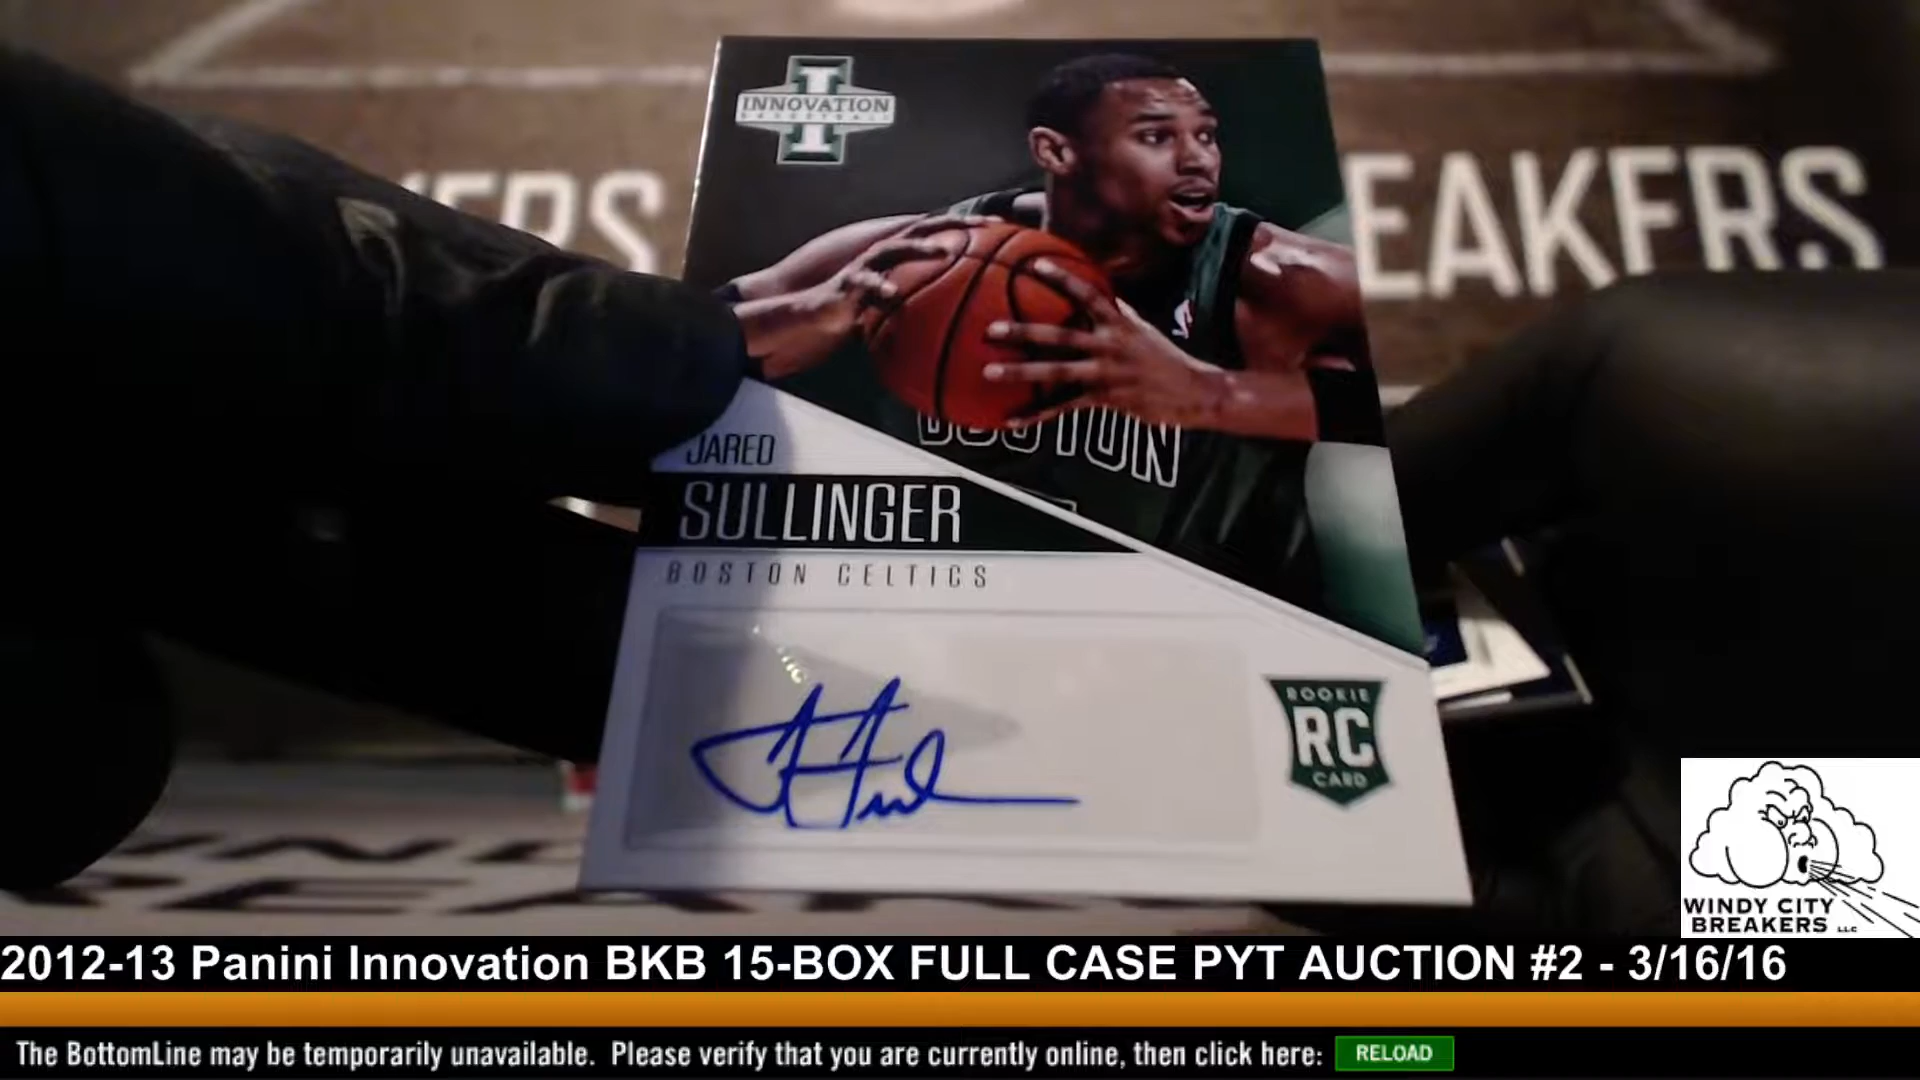 INNOVATION
BASKETBALL
EAKERS
BOSTON
JARED
SULLINGER
BOSTON CELTICS
ROOKIE
RC
CARD
WINDY CITY
BREAKERS LLC
2012-13 Panini Innovation BKB 15-BOX FULL CASE PYT AUCTION #2 - 3/16/16
The BottomLine may be temporarily unavailable. Please verify that you are currently online, then click here: RELOAD